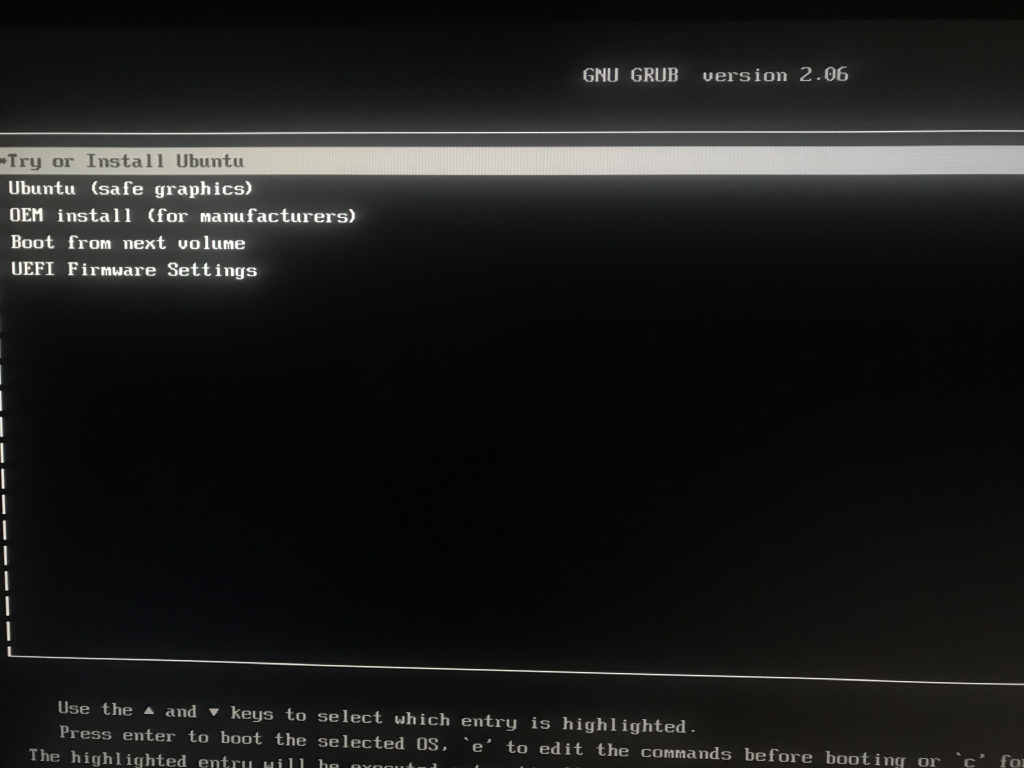 GNU GRUB version 2.06
*Try or Install Ubuntu
Ubuntu (safe graphics)
OEM install (for manufacturers)
Boot from next volume
UEFI Firmware Settings
Use the ▲ and ▼ keys to select which entry is highlighted.
Press enter to boot the selected OS, `e' to edit the commands before booting or `c' fo
The highlighted entry will be executed